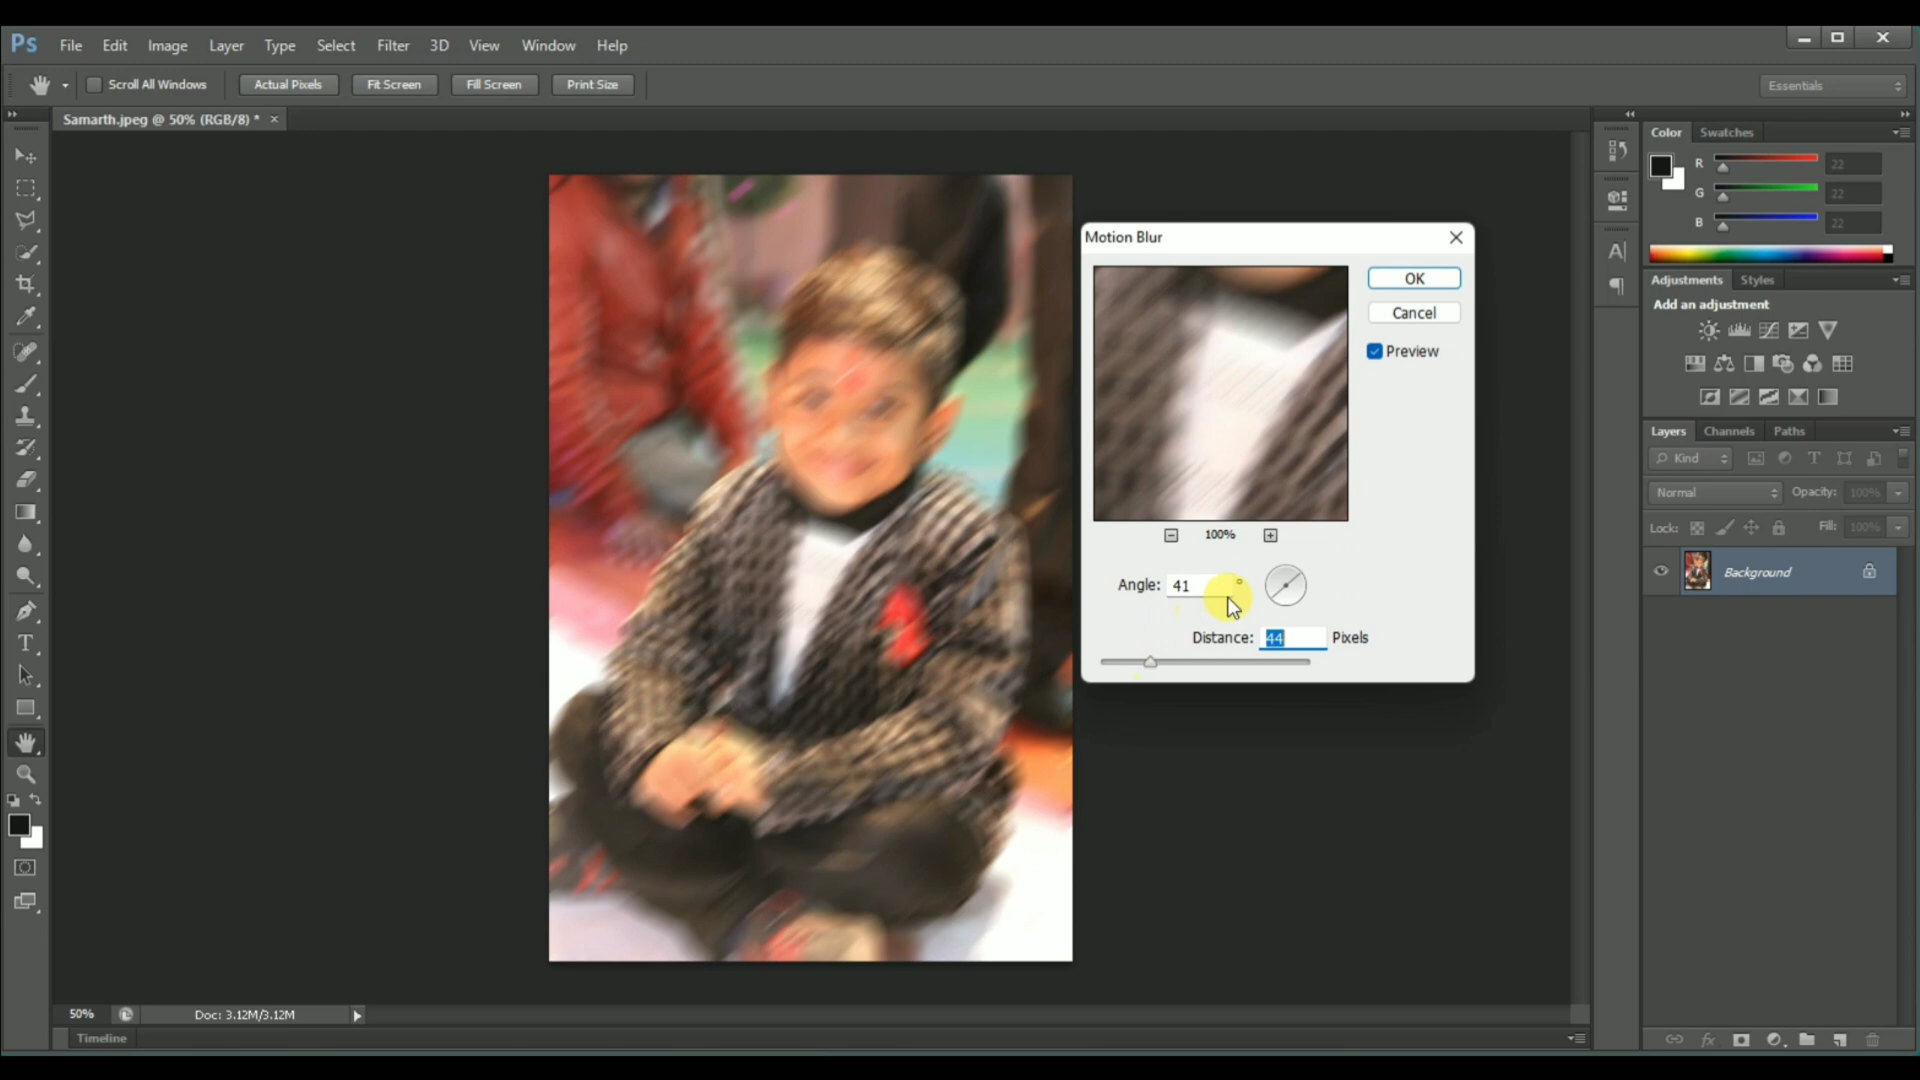 Ps File Edit Image Layer Type Select Filter 3D View Window Help
Scroll All Windows Actual Pixels Fit Screen Fill Screen Print Size Essentials
Samarth.jpeg @ 50% (RGB/8) * ×
Color Swatches
R 22
G 22
B 22
Adjustments Styles
Add an adjustment
Motion Blur
OK
Cancel
Preview
100%
Angle: 41 °
Distance: 44 Pixels
Layers Channels Paths
Kind
Normal Opacity: 100%
Lock: Fill: 100%
Background
50% Doc: 3.12M/3.12M
Timeline